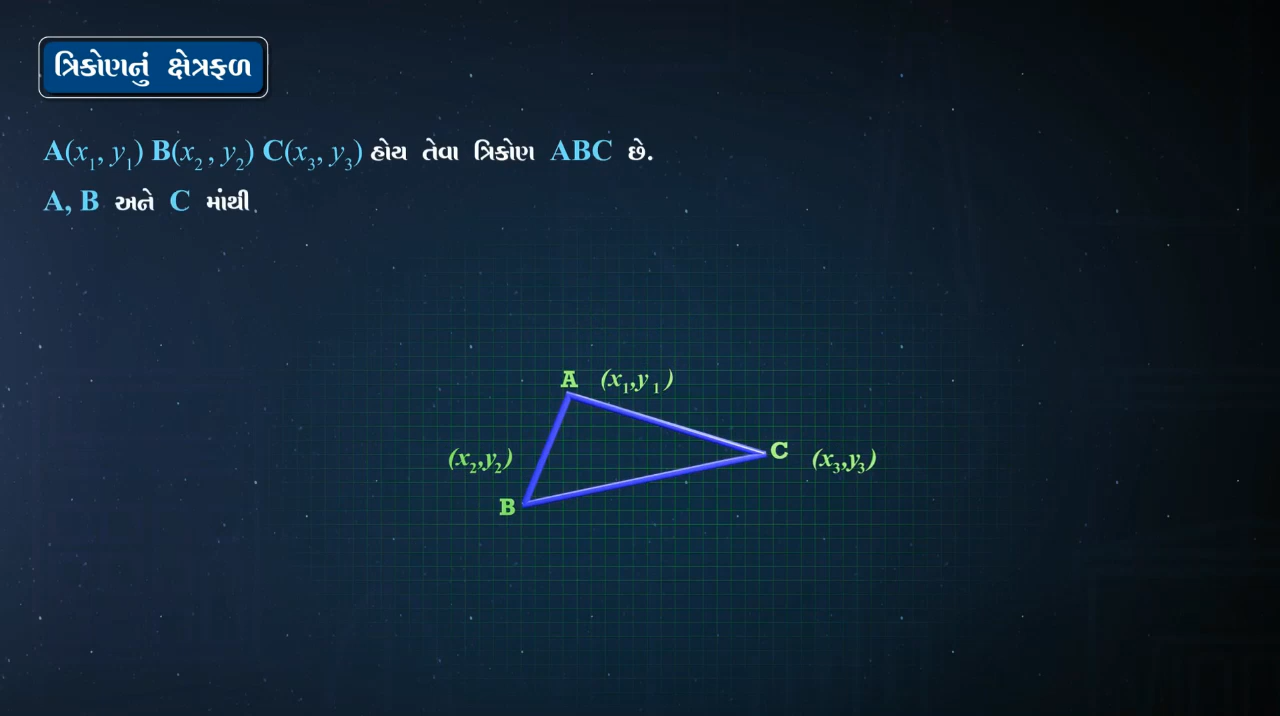 ત્રિકોણનું ક્ષેત્રફળ
A(x₁, y₁) B(x₂, y₂) C(x₃, y₃) હોય તેવા ત્રિકોણ ABC છે.
A, B અને C માંથી
A (x₁,y₁)
(x₂,y₂)
C (x₃,y₃)
B